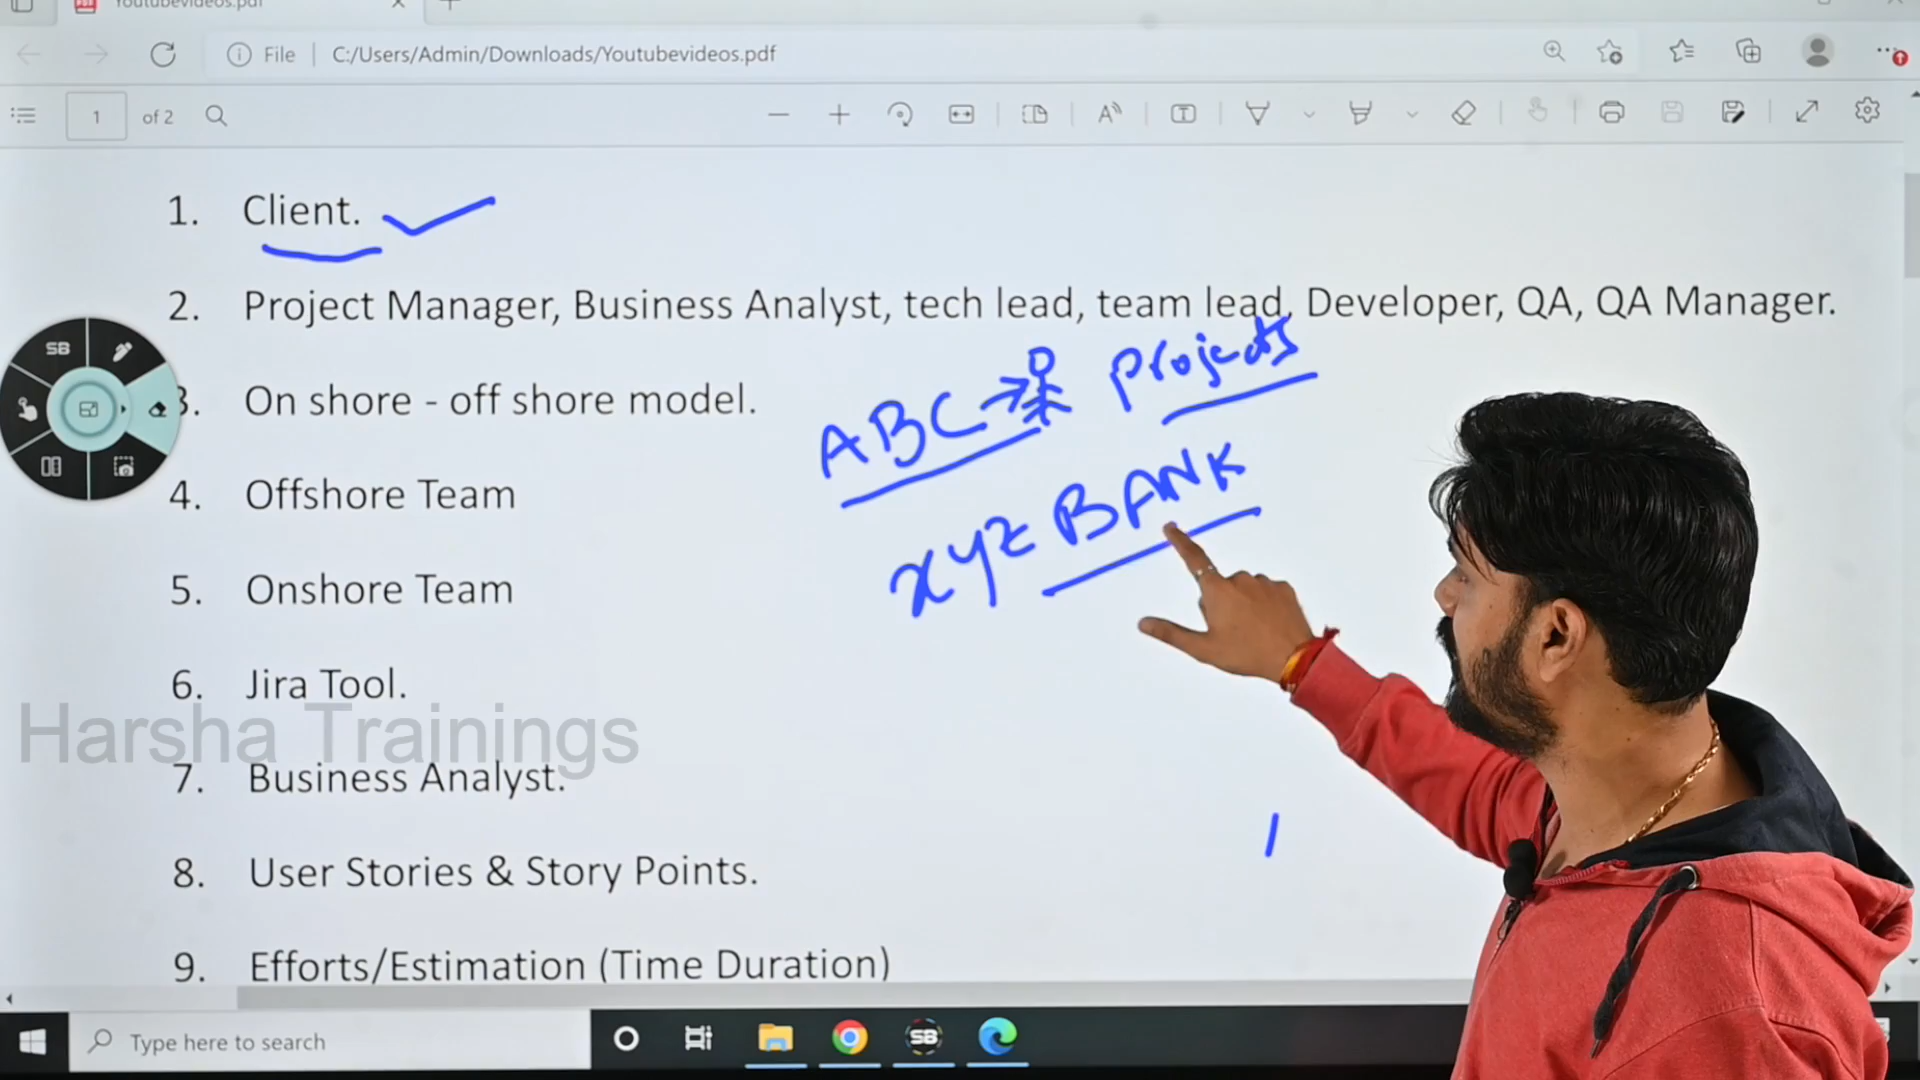 Youtubevideos.pdf
File | C:/Users/Admin/Downloads/Youtubevideos.pdf
1 of 2
1. Client.
2. Project Manager, Business Analyst, tech lead, team lead, Developer, QA, QA Manager.
SB
3. On shore - off shore model.
ABC → Projects
4. Offshore Team
xyz BANK
5. Onshore Team
6. Jira Tool.
Harsha Trainings
7. Business Analyst.
8. User Stories & Story Points.
9. Efforts/Estimation (Time Duration)
Type here to search
SB